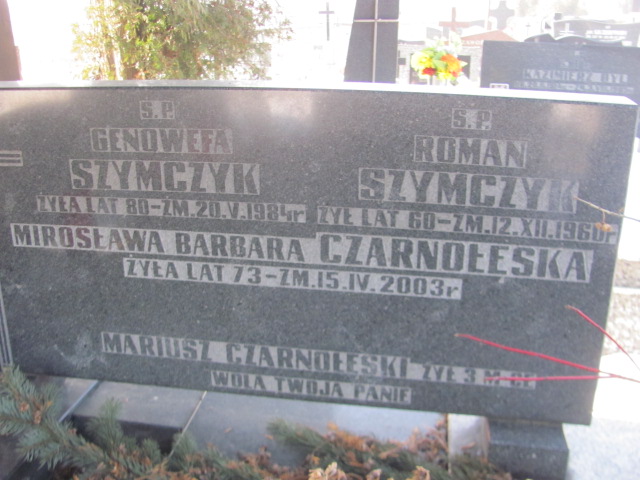 Ś.P.
GENOWEFA
SZYMCZYK
ŻYŁA LAT 80-ZM.20.V.1984r
Ś.P.
ROMAN
SZYMCZYK
ŻYŁ LAT 60-ZM.12.XII.1960r
MIROSŁAWA BARBARA CZARNOŁĘSKA
ŻYŁA LAT 73-ZM.15.IV.2003r
MARIUSZ CZARNOŁĘSKI ŻYŁ 3 M-CE
WOLA TWOJA PANIE
KAZIMIERZ BYŁ